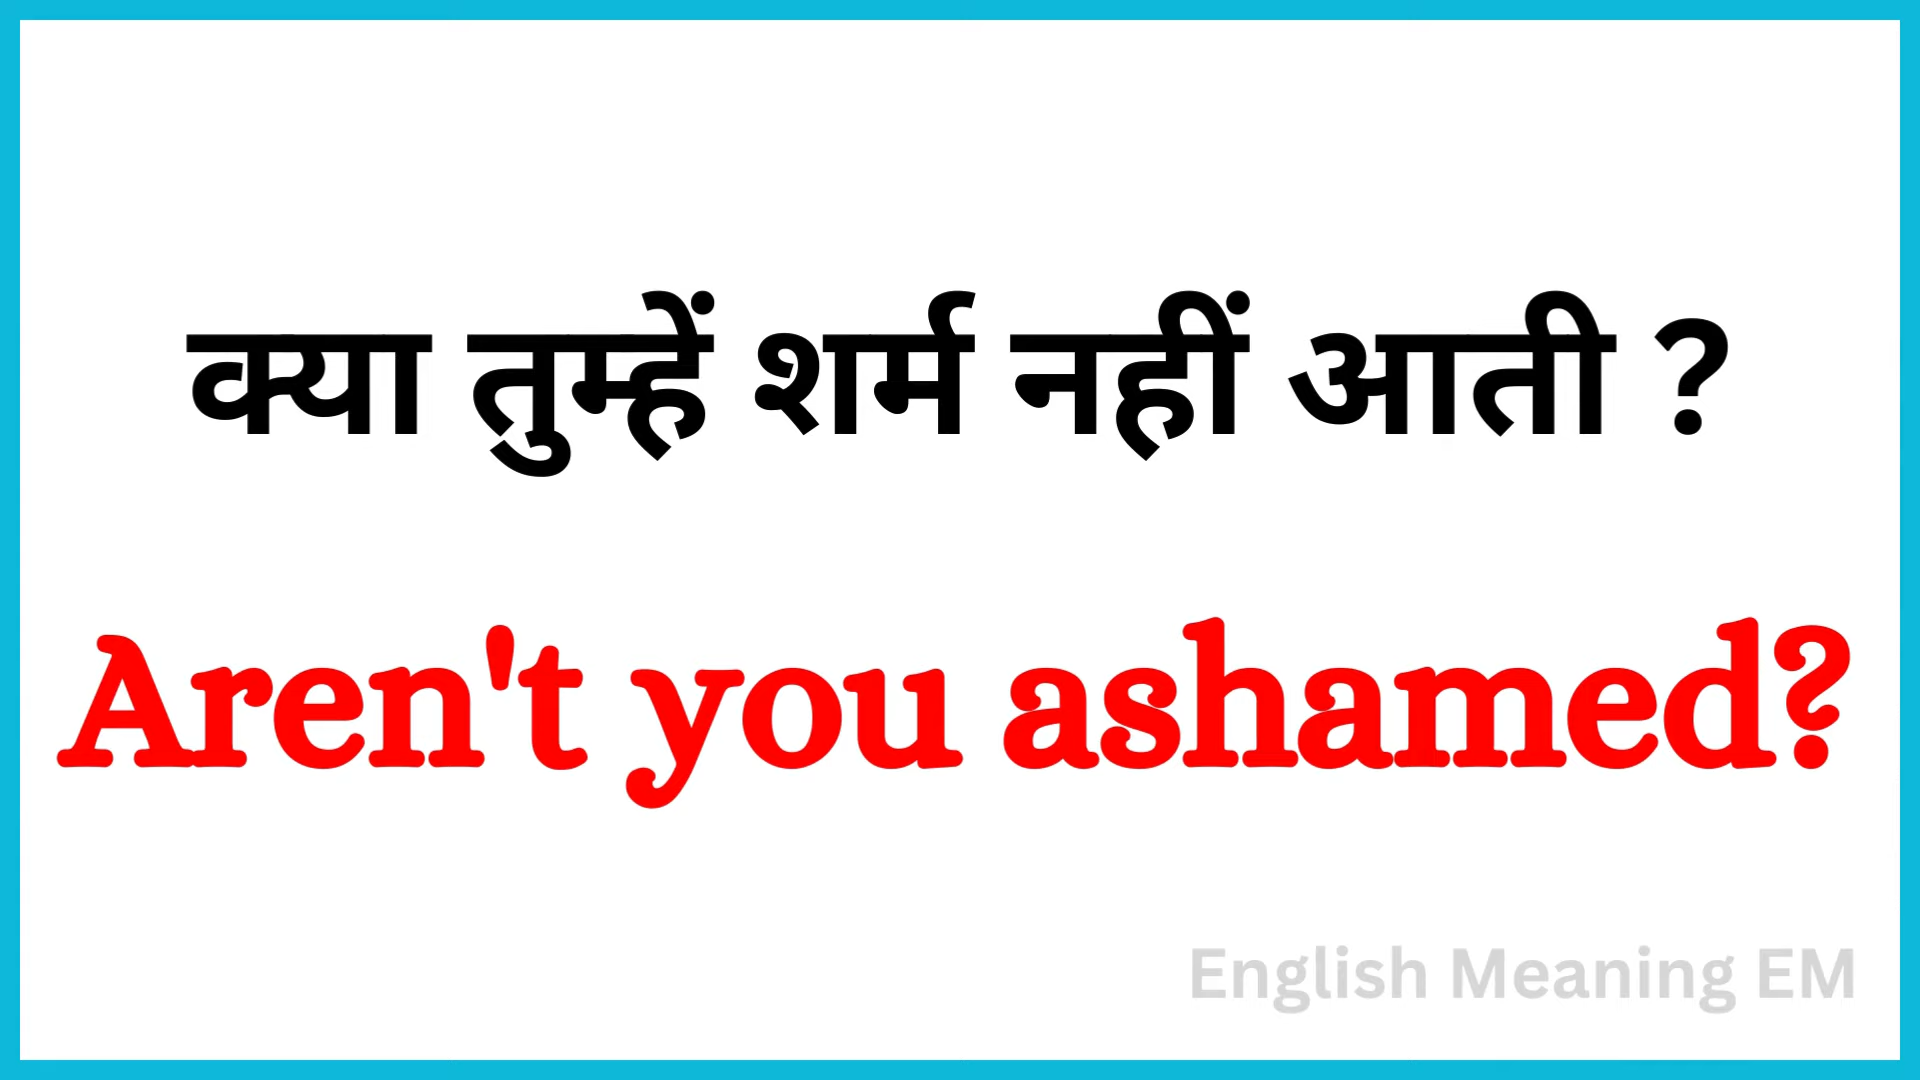 क्या तुम्हें शर्म नहीं आती ?
Aren't you ashamed?
English Meaning EM